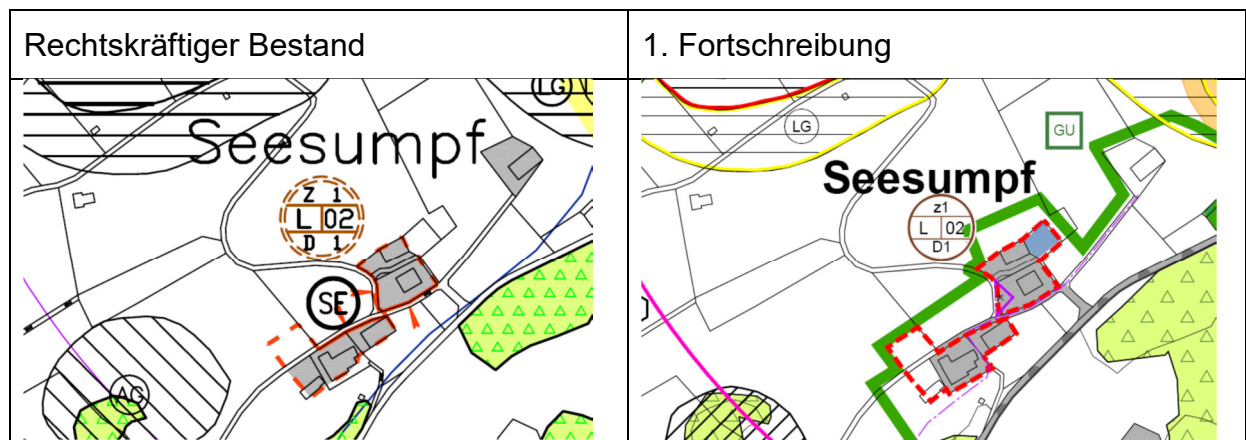 Rechtskräftiger Bestand
1. Fortschreibung
LG
Seesumpf
Z 1
L 02
D 1
SE
AG
LG
GU
Seesumpf
z1
L 02
D1